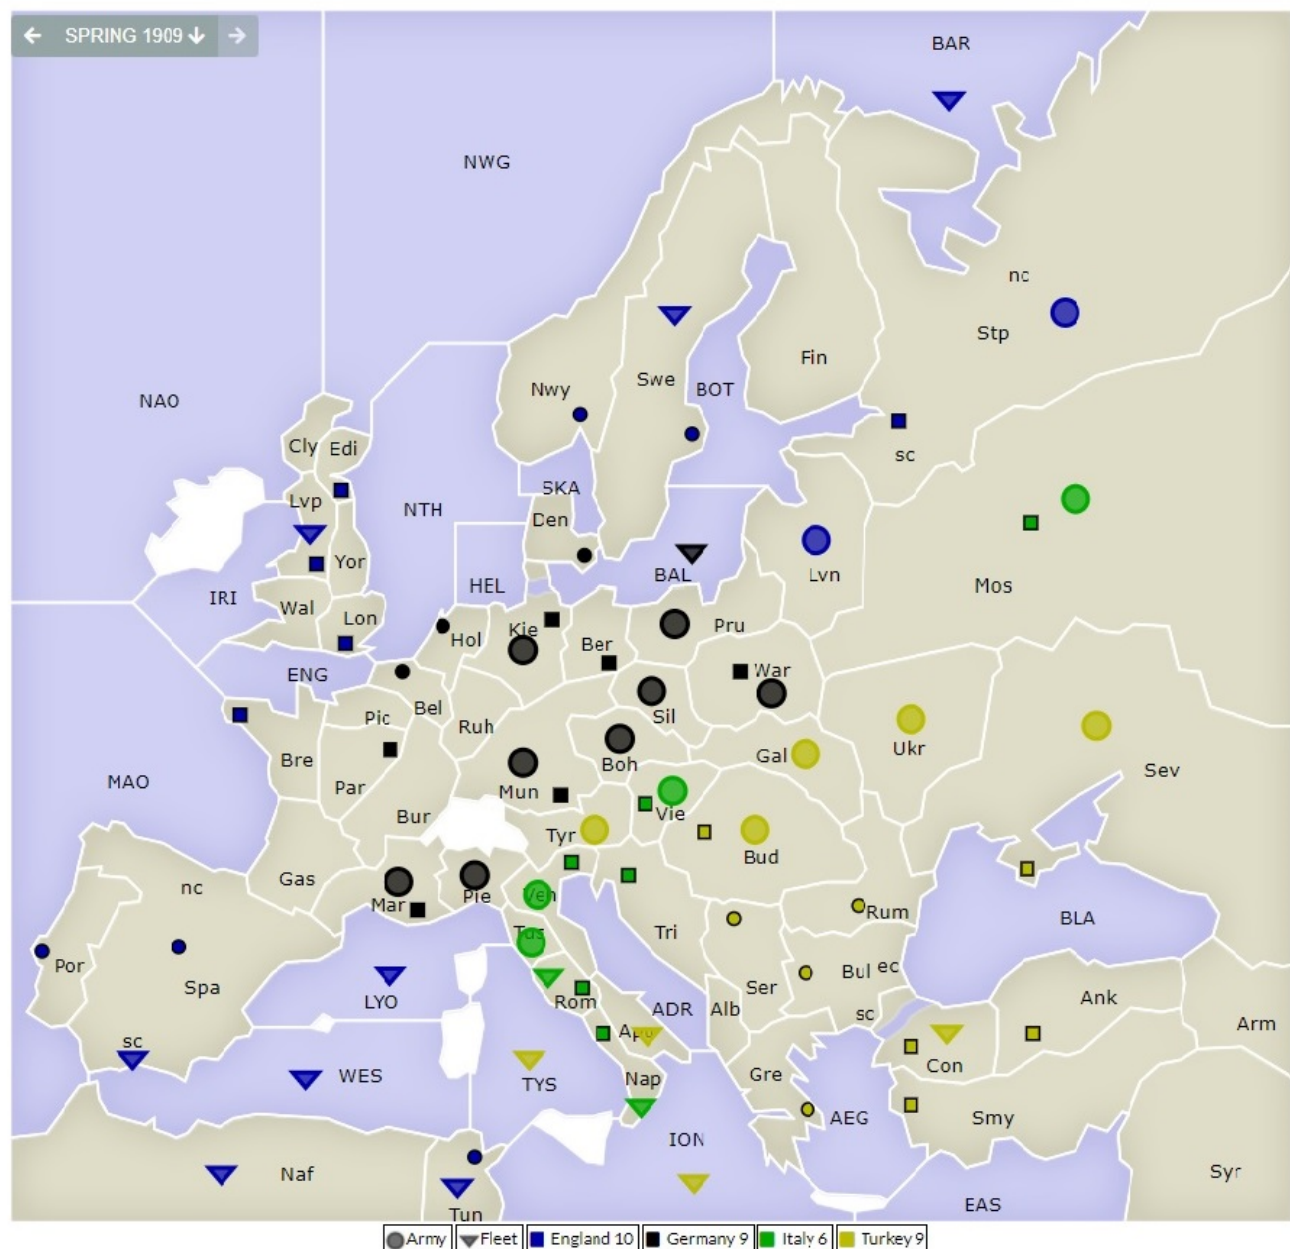 SPRING 1909
BAR
NWG
nc
Stp
Fin
Swe
Nwy
BOT
NAO
Cly
Edi
sc
SKA
Lvp
NTH
Den
Yor
BAL
Lvn
HEL
Mos
IRI
Wal
Lon
Hol
Kie
Ber
Pru
ENG
Bel
War
Pic
Ruh
Sil
Ukr
Gal
Bre
Boh
MAO
Par
Mun
Sev
Bur
Vie
Tyr
Bud
nc
Gas
Mar
Pie
Ven
Rum
BLA
Tus
Tri
Por
Spa
LYO
Rom
Ser
Bul
ec
Ank
ADR
Alb
sc
Arm
sc
Apu
WES
TYS
Nap
Gre
Con
AEG
Smy
ION
Naf
Syr
Tun
EAS
Army
Fleet
England 10
Germany 9
Italy 6
Turkey 9